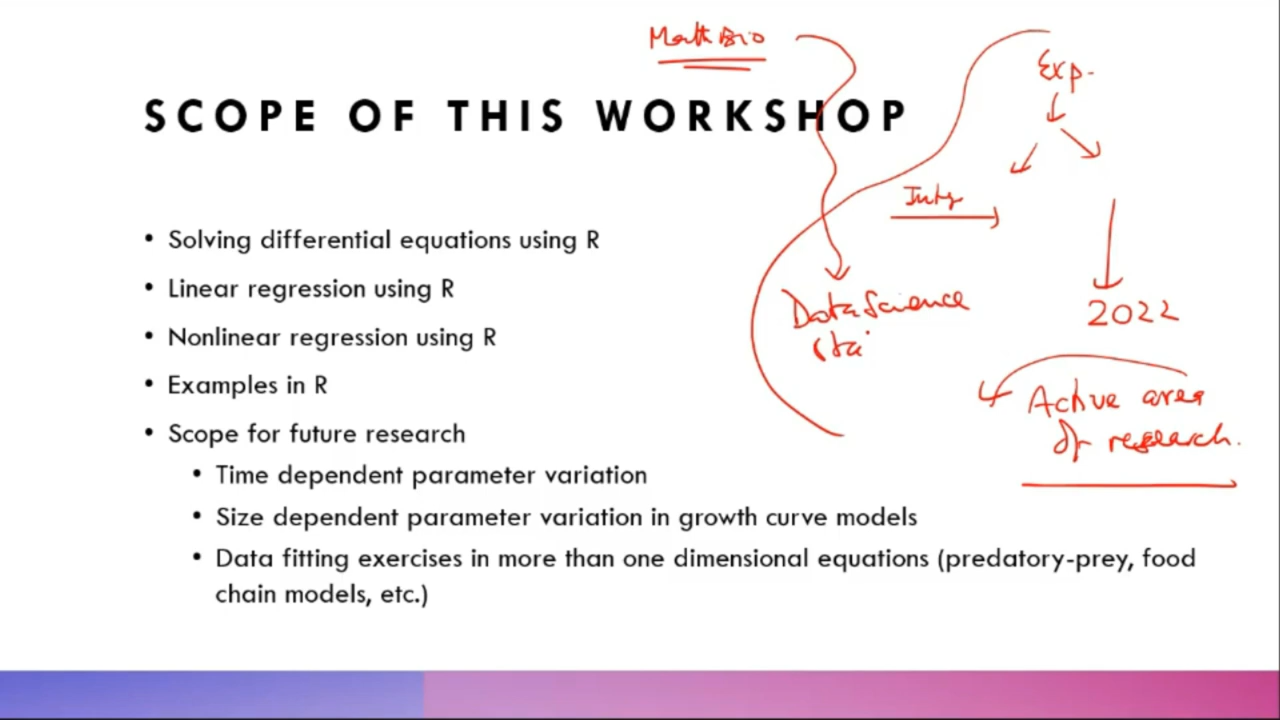 Math Bio
Exp.
SCOPE OF THIS WORKSHOP
• Solving differential equations using R
• Linear regression using R
• Nonlinear regression using R
• Examples in R
• Scope for future research
• Time dependent parameter variation
• Size dependent parameter variation in growth curve models
• Data fitting exercises in more than one dimensional equations (predatory-prey, food
chain models, etc.)
Data Science
2022
Active area
of research.